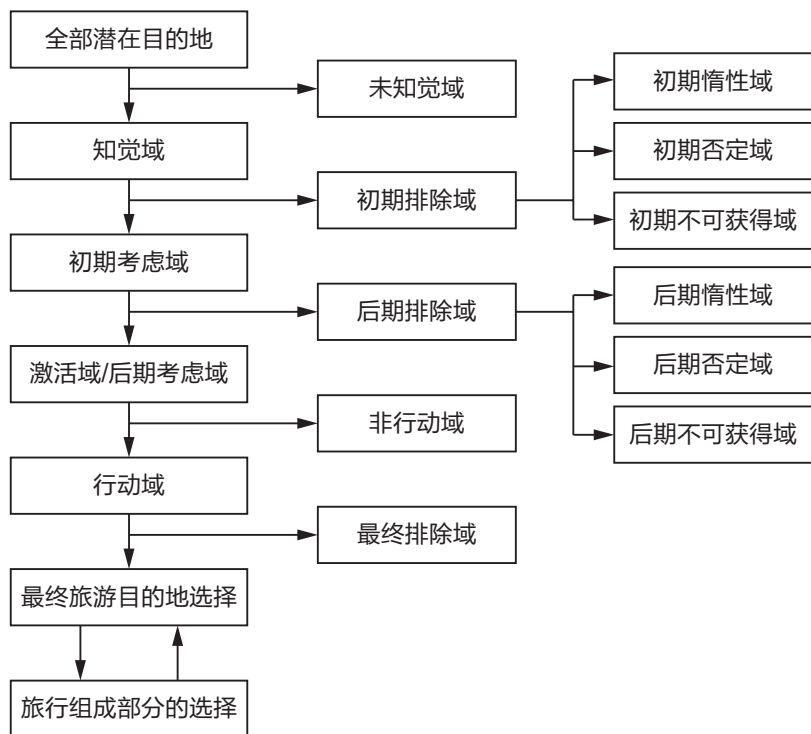 全部潜在目的地
未知觉域
初期惰性域
知觉域
初期否定域
初期排除域
初期不可获得域
初期考虑域
后期排除域
后期惰性域
激活域/后期考虑域
后期否定域
非行动域
后期不可获得域
行动域
最终排除域
最终旅游目的地选择
旅行组成部分的选择